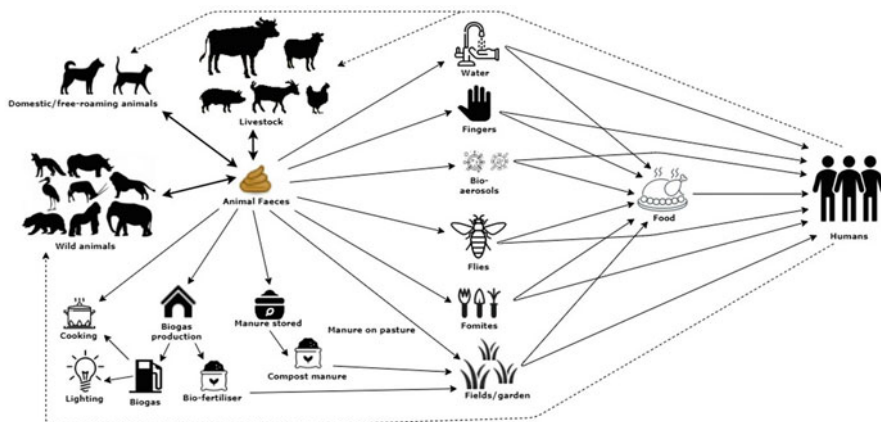 Water
Domestic/free-roaming animals
Livestock
Fingers
Bio-
aerosols
Animal Faeces
Food
Wild animals
Flies
Humans
Cooking
Biogas
production
Manure stored
Manure on pasture
Fomites
Compost manure
Lighting
Biogas
Bio-fertiliser
Fields/garden